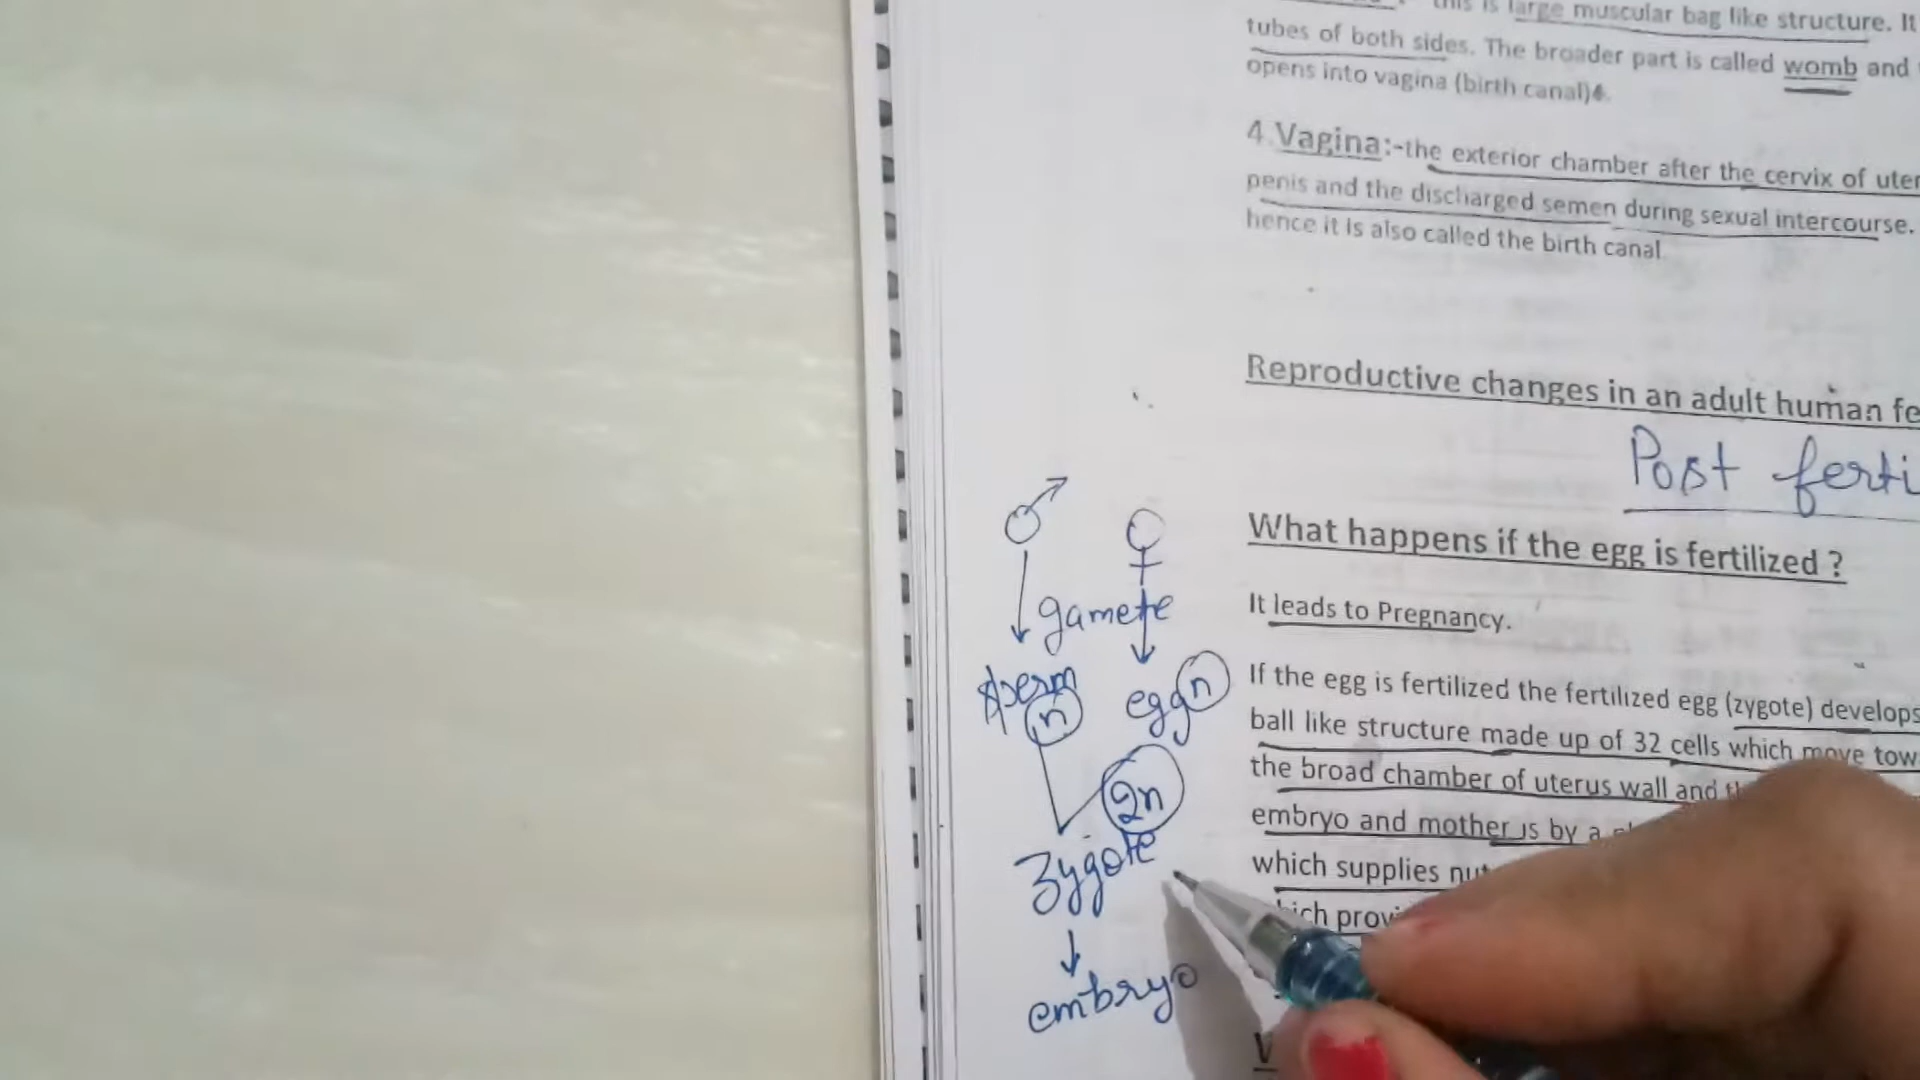 this is large muscular bag like structure. It
tubes of both sides. The broader part is called womb and
opens into vagina (birth canal).
4.Vagina:-the exterior chamber after the cervix of uter
penis and the discharged semen during sexual intercourse.
hence it is also called the birth canal
Reproductive changes in an adult human fe
Post ferti
What happens if the egg is fertilized ?
It leads to Pregnancy.
If the egg is fertilized the fertilized egg (zygote) develops
ball like structure made up of 32 cells which move tow
the broad chamber of uterus wall and
embryo and mother is by a
which supplies nut
which provi
♂ ♀
gamete
sperm egg n
n
2n
Zygote
embryo